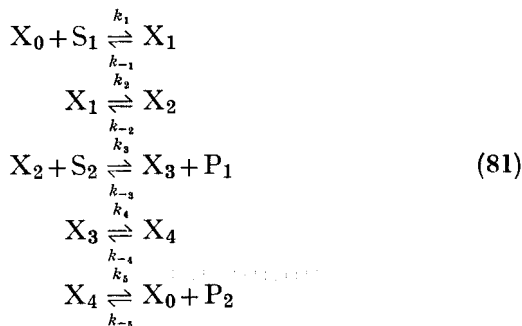 k₁
X₀ + S₁ ⇌ X₁
k₋₁
k₂
X₁ ⇌ X₂
k₋₂
k₃
X₂ + S₂ ⇌ X₃ + P₁ (81)
k₋₃
k₄
X₃ ⇌ X₄
k₋₄
k₅
X₄ ⇌ X₀ + P₂
k₋₅